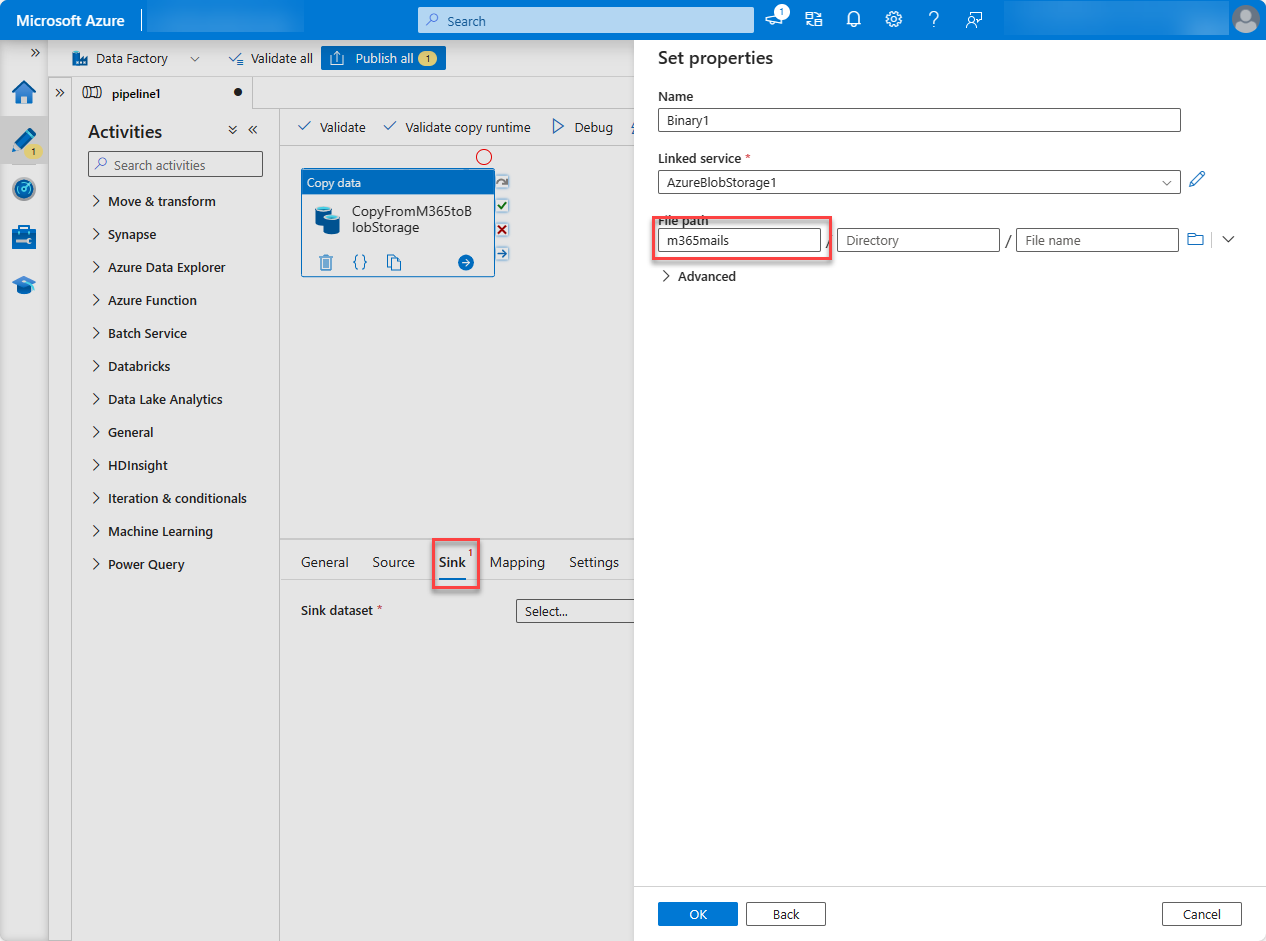 Microsoft Azure
Search
1
Data Factory
Validate all
Publish all 1
pipeline1
1
Activities
Search activities
Move & transform
Synapse
Azure Data Explorer
Azure Function
Batch Service
Databricks
Data Lake Analytics
General
HDInsight
Iteration & conditionals
Machine Learning
Power Query
Validate
Validate copy runtime
Debug
Copy data
CopyFromM365toB
lobStorage
General
Source
Sink 1
Mapping
Settings
Sink dataset *
Select...
Set properties
Name
Binary1
Linked service *
AzureBlobStorage1
File path
m365mails / Directory / File name
Advanced
OK
Back
Cancel